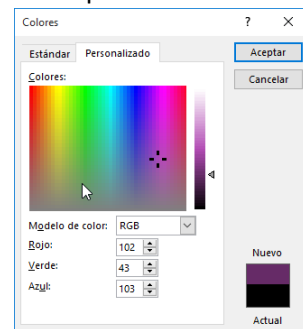 Colores ? ×
Estándar Personalizado Aceptar
Colores: Cancelar
Modelo de color: RGB
Rojo: 102
Verde: 43
Azul: 103
Nuevo
Actual